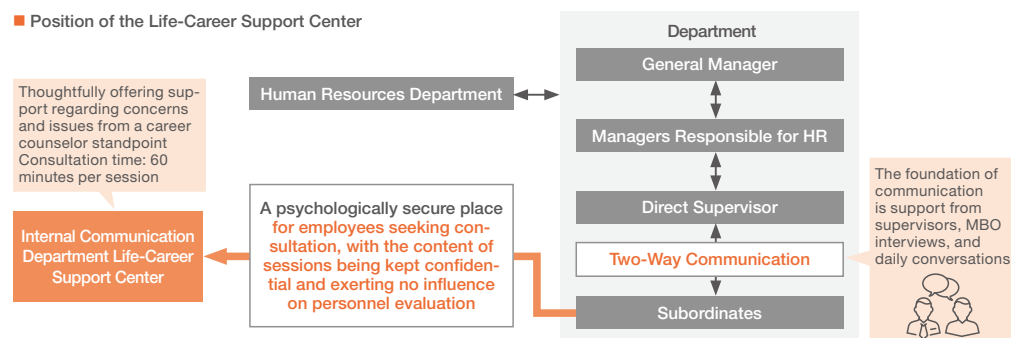 Position of the Life-Career Support Center
Thoughtfully offering sup-
port regarding concerns
and issues from a career
counselor standpoint
Consultation time: 60
minutes per session
Internal Communication
Department Life-Career
Support Center
Human Resources Department
A psychologically secure place
for employees seeking con-
sultation, with the content of
sessions being kept confiden-
tial and exerting no influence
on personnel evaluation
Department
General Manager
Managers Responsible for HR
Direct Supervisor
Two-Way Communication
Subordinates
The foundation of
communication
is support from
supervisors, MBO
interviews, and
daily conversations